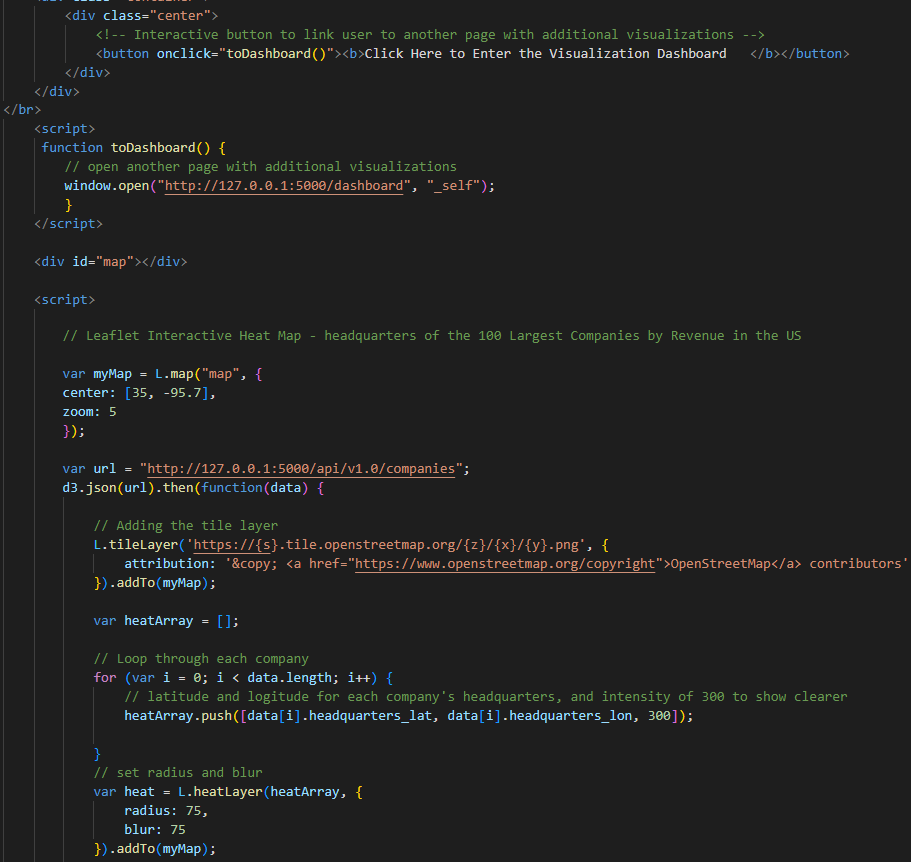 <div class="center">
<!-- Interactive button to link user to another page with additional visualizations -->
<button onclick="toDashboard()"><b>Click Here to Enter the Visualization Dashboard   </b></button>
</div>
</div>
</br>
<script>
function toDashboard() {
// open another page with additional visualizations
window.open("http://127.0.0.1:5000/dashboard", "_self");
}
</script>
<div id="map"></div>
<script>
// Leaflet Interactive Heat Map - headquarters of the 100 Largest Companies by Revenue in the US
var myMap = L.map("map", {
center: [35, -95.7],
zoom: 5
});
var url = "http://127.0.0.1:5000/api/v1.0/companies";
d3.json(url).then(function(data) {
// Adding the tile layer
L.tileLayer('https://{s}.tile.openstreetmap.org/{z}/{x}/{y}.png', {
attribution: '&copy; <a href="https://www.openstreetmap.org/copyright">OpenStreetMap</a> contributors'
}).addTo(myMap);
var heatArray = [];
// Loop through each company
for (var i = 0; i < data.length; i++) {
// latitude and logitude for each company's headquarters, and intensity of 300 to show clearer
heatArray.push([data[i].headquarters_lat, data[i].headquarters_lon, 300]);
}
// set radius and blur
var heat = L.heatLayer(heatArray, {
radius: 75,
blur: 75
}).addTo(myMap);